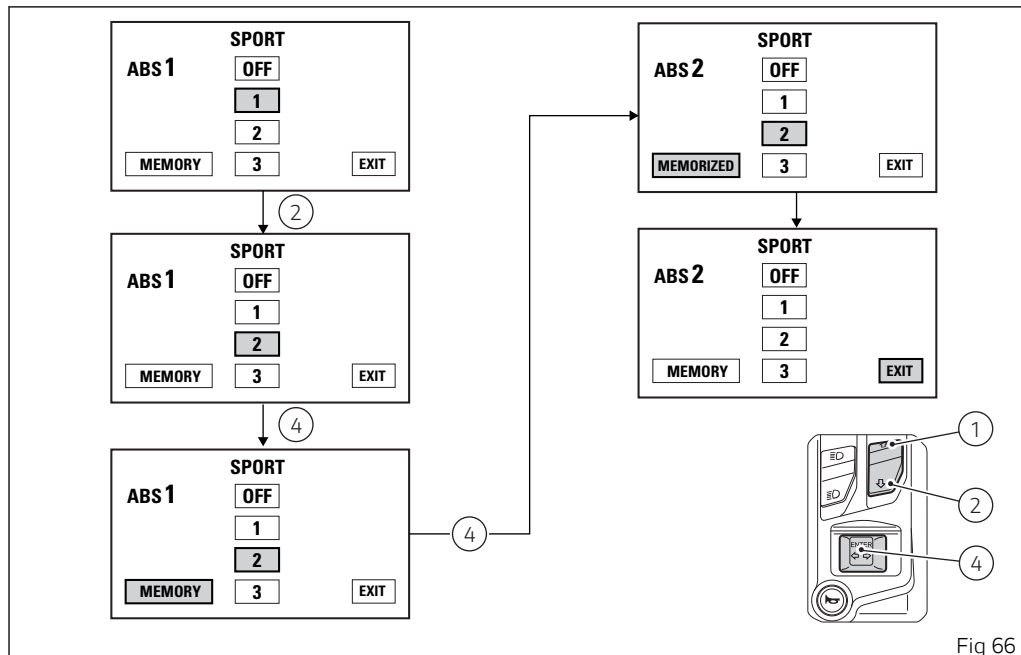 SPORT
ABS 1
OFF
1
2
MEMORY 3 EXIT
2
SPORT
ABS 1
OFF
1
2
MEMORY 3 EXIT
4
SPORT
ABS 1
OFF
1
2
MEMORY 3 EXIT
4
SPORT
ABS 2
OFF
1
2
MEMORIZED 3 EXIT
SPORT
ABS 2
OFF
1
2
MEMORY 3 EXIT
1
2
ENTER
4
Fig 66